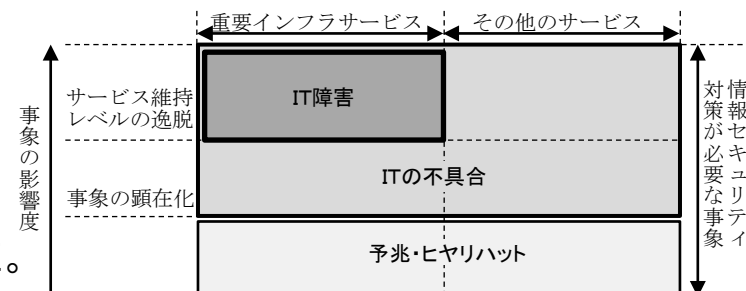 重要インフラサービス
その他のサービス
サービス維持
レベルの逸脱
IT障害
ITの不具合
事象の顕在化
予兆・ヒヤリハット
事象の影響度
情報セキュリティ
対策が必要な事象
。